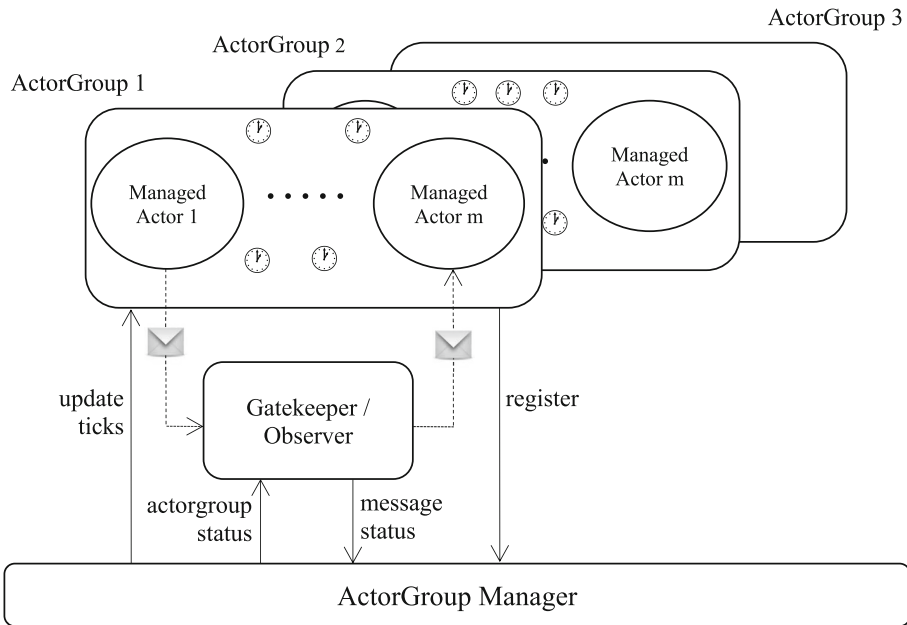 ActorGroup 3
ActorGroup 2
ActorGroup 1
Managed
Actor 1
Managed
Actor m
Managed
Actor m
update
ticks
Gatekeeper /
Observer
register
actorgroup
status
message
status
ActorGroup Manager